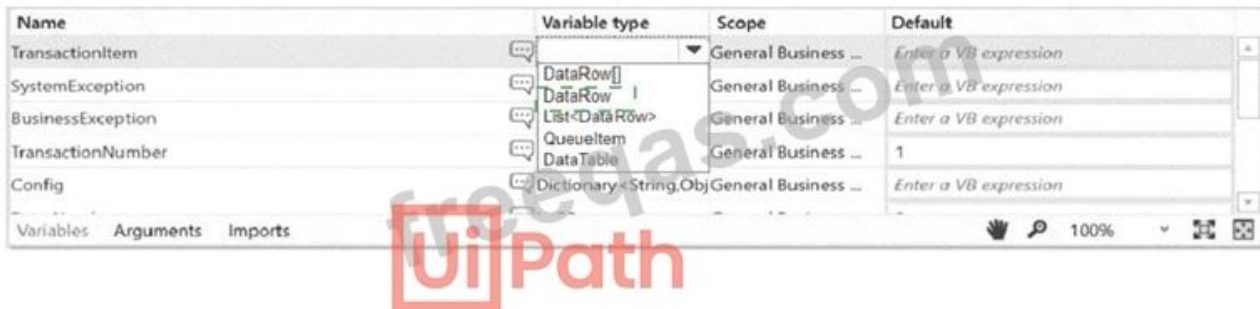 Name Variable type Scope Default
TransactionItem General Business ... Enter a VB expression
SystemException DataRow[] General Business ... Enter a VB expression
DataRow
BusinessException List<DataRow> General Business ... Enter a VB expression
QueueItem
TransactionNumber DataTable General Business ... 1
Config Dictionary<String,Obj General Business ... Enter a VB expression
Variables Arguments Imports 100%
freeqas.com
UiPath